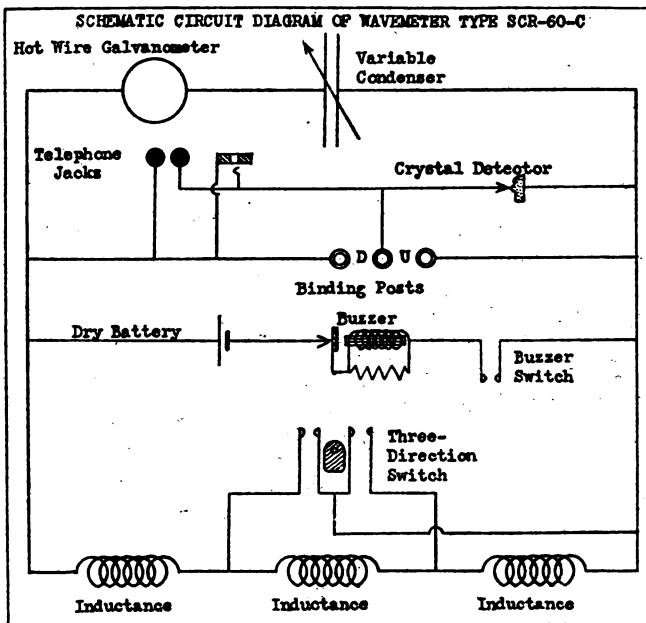 SCHEMATIC CIRCUIT DIAGRAM OF WAVEMETER TYPE SCR-60-C
Hot Wire Galvanometer
Variable
Condenser
Telephone
Jacks
Crystal Detector
D U
Binding Posts
Dry Battery
Buzzer
Buzzer
Switch
Three-
Direction
Switch
Inductance
Inductance
Inductance